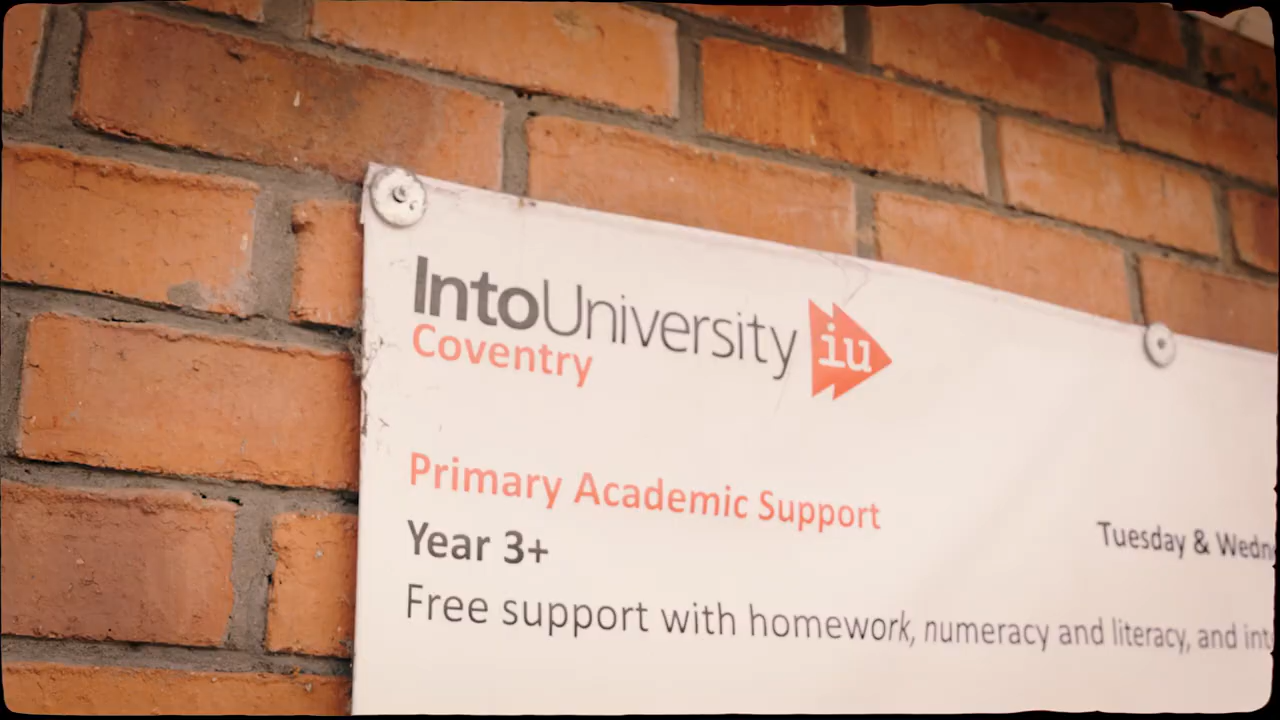 IntoUniversity iu
Coventry
Primary Academic Support
Year 3+
Tuesday &
Free support with homework, numeracy and literacy, and